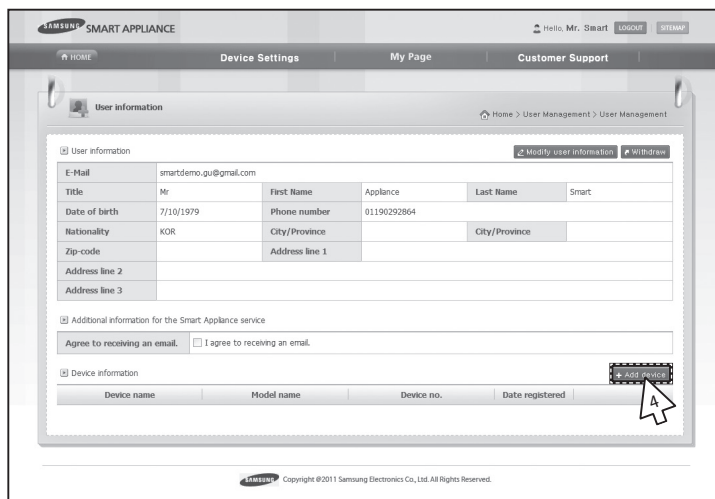 SAMSUNG SMART APPLIANCE Hello, Mr. Smart LOGOUT SITEMAP
HOME Device Settings My Page Customer Support
User information Home > User Management > User Management
User information Modify user information Withdraw
E-Mail smartdemo.gu@gmail.com
Title Mr First Name Appliance Last Name Smart
Date of birth 7/10/1979 Phone number 01190292864
Nationality KOR City/Province City/Province
Zip-code Address line 1
Address line 2
Address line 3
Additional information for the Smart Appliance service
Agree to receiving an email. I agree to receiving an email.
Device information + Add device
4
Device name Model name Device no. Date registered
SAMSUNG Copyright @2011 Samsung Electronics Co., Ltd. All Rights Reserved.